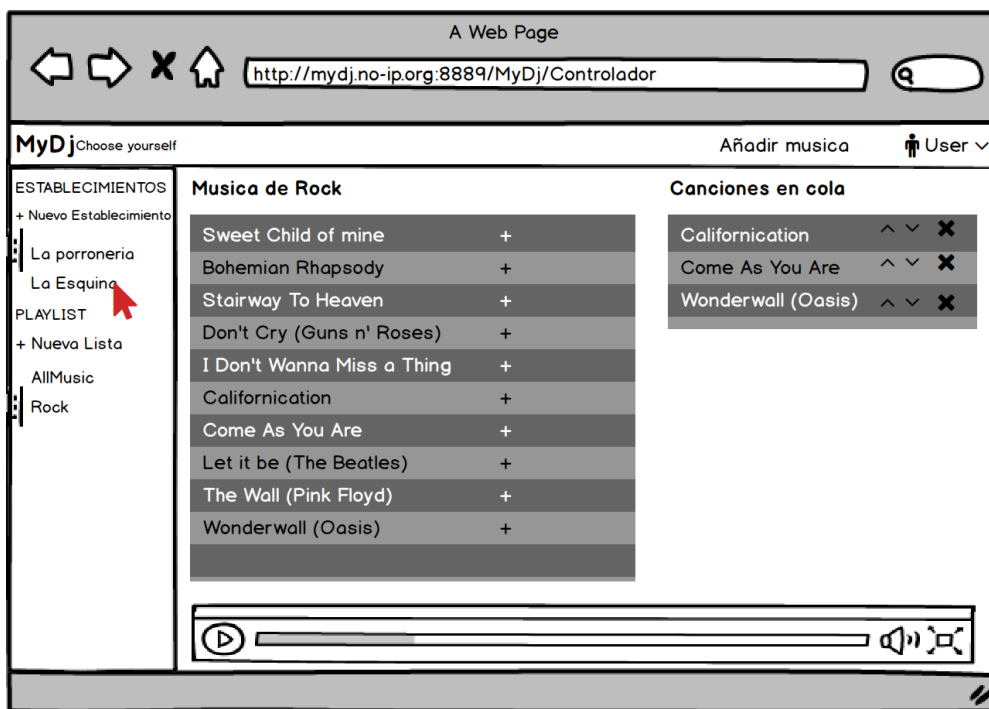 A Web Page
http://mydj.no-ip.org:8889/MyDj/Controlador
MyDj Choose yourself
Añadir musica
User
ESTABLECIMIENTOS
+ Nuevo Establecimiento
La porroneria
La Esquina
PLAYLIST
+ Nueva Lista
AllMusic
Rock
Musica de Rock
Sweet Child of mine +
Bohemian Rhapsody +
Stairway To Heaven +
Don't Cry (Guns n' Roses) +
I Don't Wanna Miss a Thing +
Californication +
Come As You Are +
Let it be (The Beatles) +
The Wall (Pink Floyd) +
Wonderwall (Oasis) +
Canciones en cola
Californication
Come As You Are
Wonderwall (Oasis)